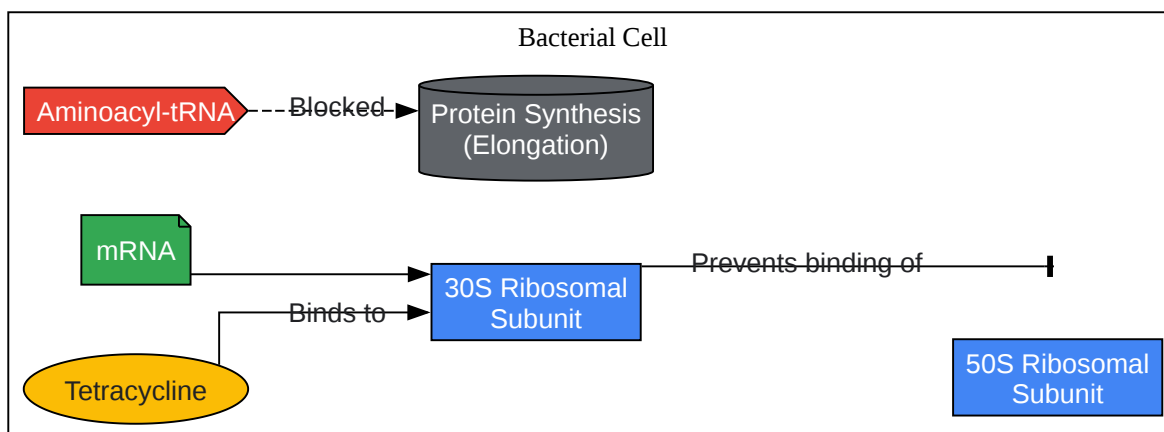 Bacterial Cell
Aminoacyl-tRNA
Blocked
Protein Synthesis
(Elongation)
mRNA
Prevents binding of
30S Ribosomal
Subunit
Binds to
Tetracycline
50S Ribosomal
Subunit